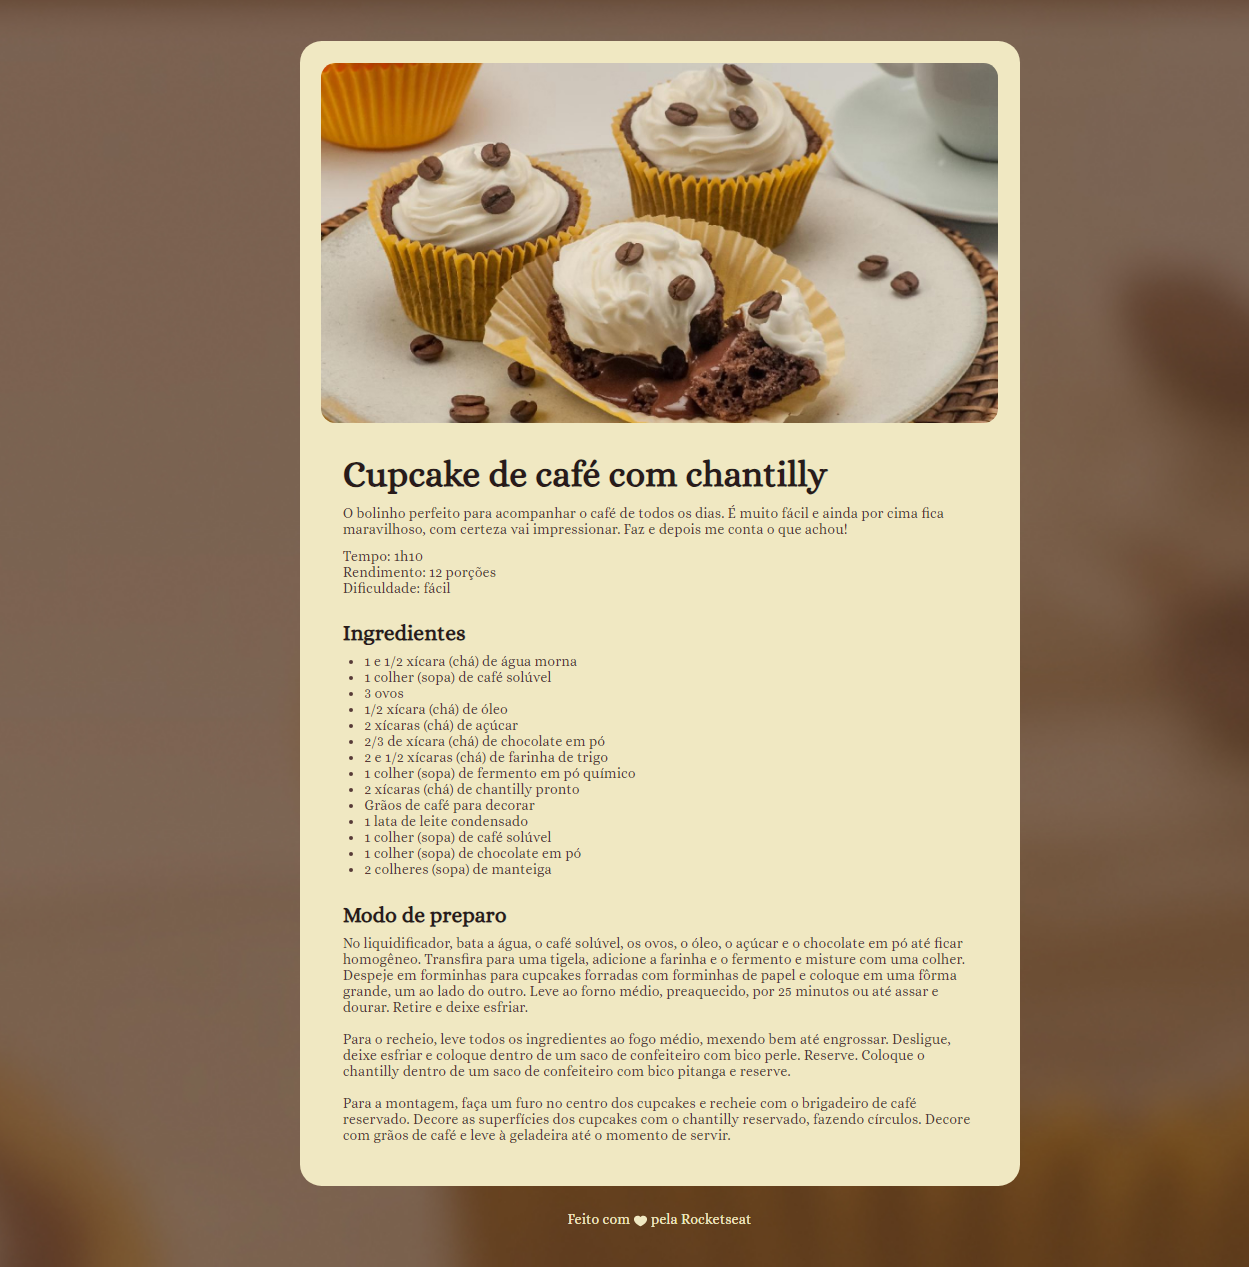 Cupcake de café com chantilly
O bolinho perfeito para acompanhar o café de todos os dias. É muito fácil e ainda por cima fica
maravilhoso, com certeza vai impressionar. Faz e depois me conta o que achou!
Tempo: 1h10
Rendimento: 12 porções
Dificuldade: fácil
Ingredientes
• 1 e 1/2 xícara (chá) de água morna
• 1 colher (sopa) de café solúvel
• 3 ovos
• 1/2 xícara (chá) de óleo
• 2 xícaras (chá) de açúcar
• 2/3 de xícara (chá) de chocolate em pó
• 2 e 1/2 xícaras (chá) de farinha de trigo
• 1 colher (sopa) de fermento em pó químico
• 2 xícaras (chá) de chantilly pronto
• Grãos de café para decorar
• 1 lata de leite condensado
• 1 colher (sopa) de café solúvel
• 1 colher (sopa) de chocolate em pó
• 2 colheres (sopa) de manteiga
Modo de preparo
No liquidificador, bata a água, o café solúvel, os ovos, o óleo, o açúcar e o chocolate em pó até ficar
homogêneo. Transfira para uma tigela, adicione a farinha e o fermento e misture com uma colher.
Despeje em forminhas para cupcakes forradas com forminhas de papel e coloque em uma fôrma
grande, um ao lado do outro. Leve ao forno médio, preaquecido, por 25 minutos ou até assar e
dourar. Retire e deixe esfriar.
Para o recheio, leve todos os ingredientes ao fogo médio, mexendo bem até engrossar. Desligue,
deixe esfriar e coloque dentro de um saco de confeiteiro com bico perle. Reserve. Coloque o
chantilly dentro de um saco de confeiteiro com bico pitanga e reserve.
Para a montagem, faça um furo no centro dos cupcakes e recheie com o brigadeiro de café
reservado. Decore as superfícies dos cupcakes com o chantilly reservado, fazendo círculos. Decore
com grãos de café e leve à geladeira até o momento de servir.
Feito com pela Rocketseat